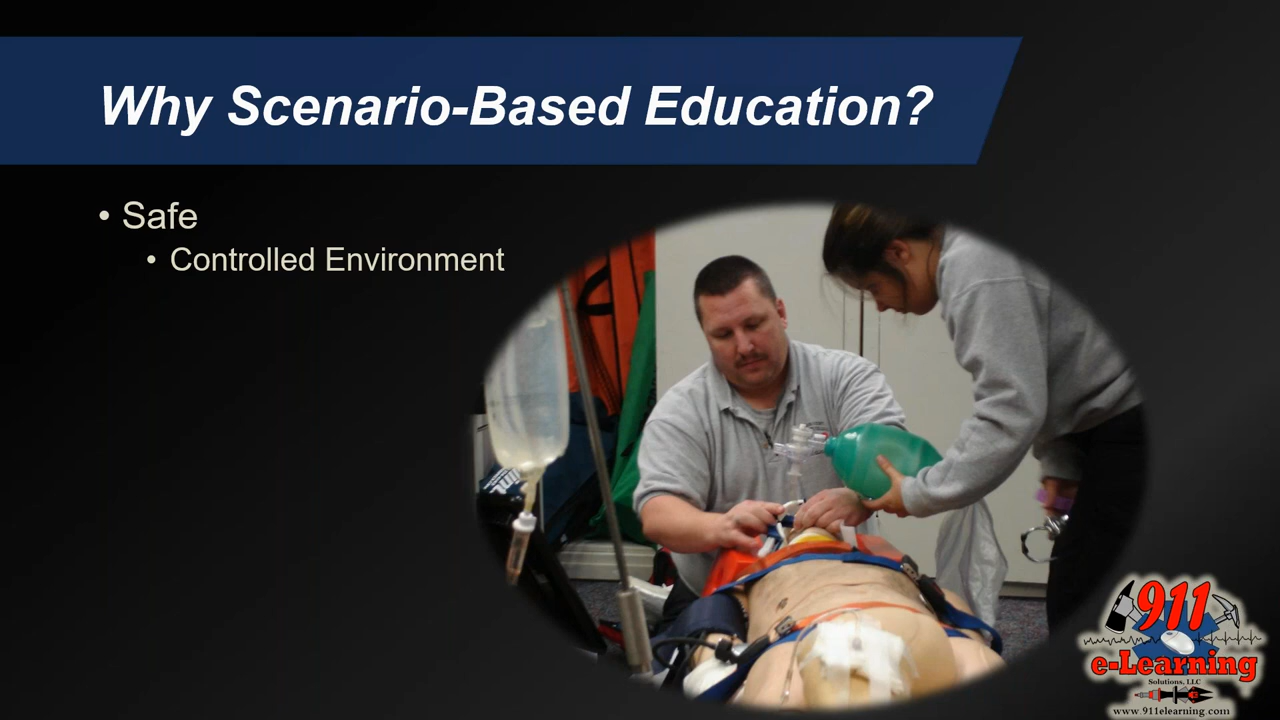 Why Scenario-Based Education?
• Safe
• Controlled Environment
911
e-Learning
Solutions, LLC
www.911elearning.com